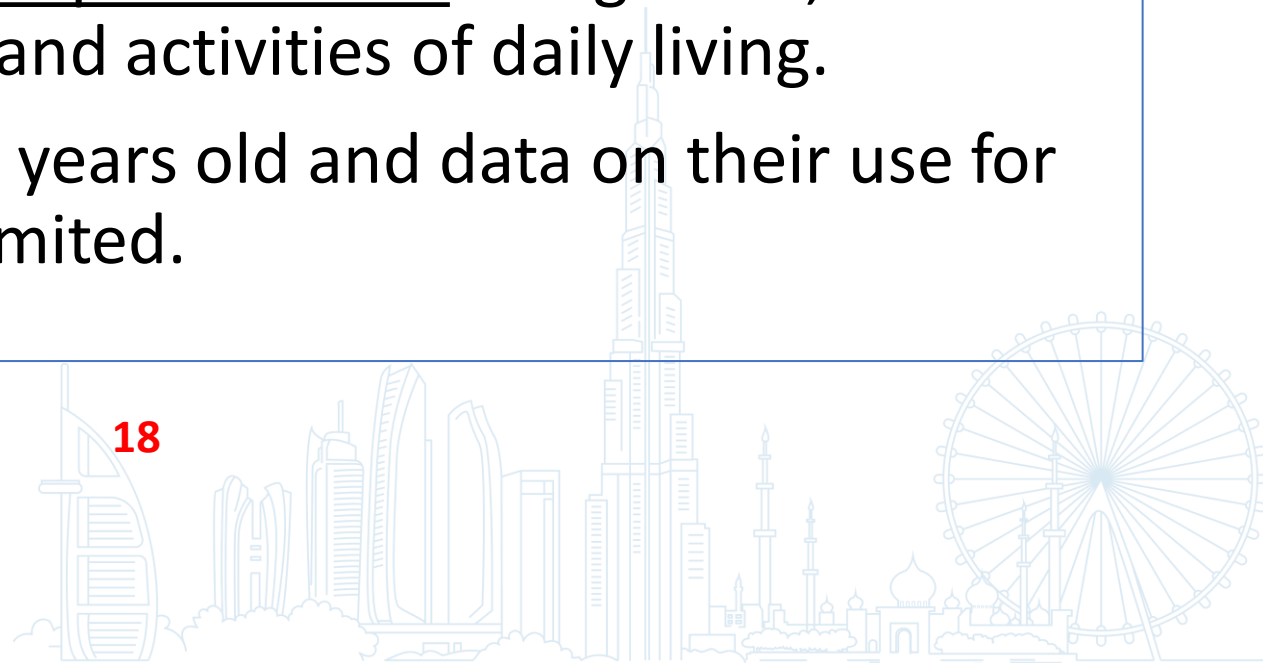 and activities of daily living.
years old and data on their use for
mited.
18